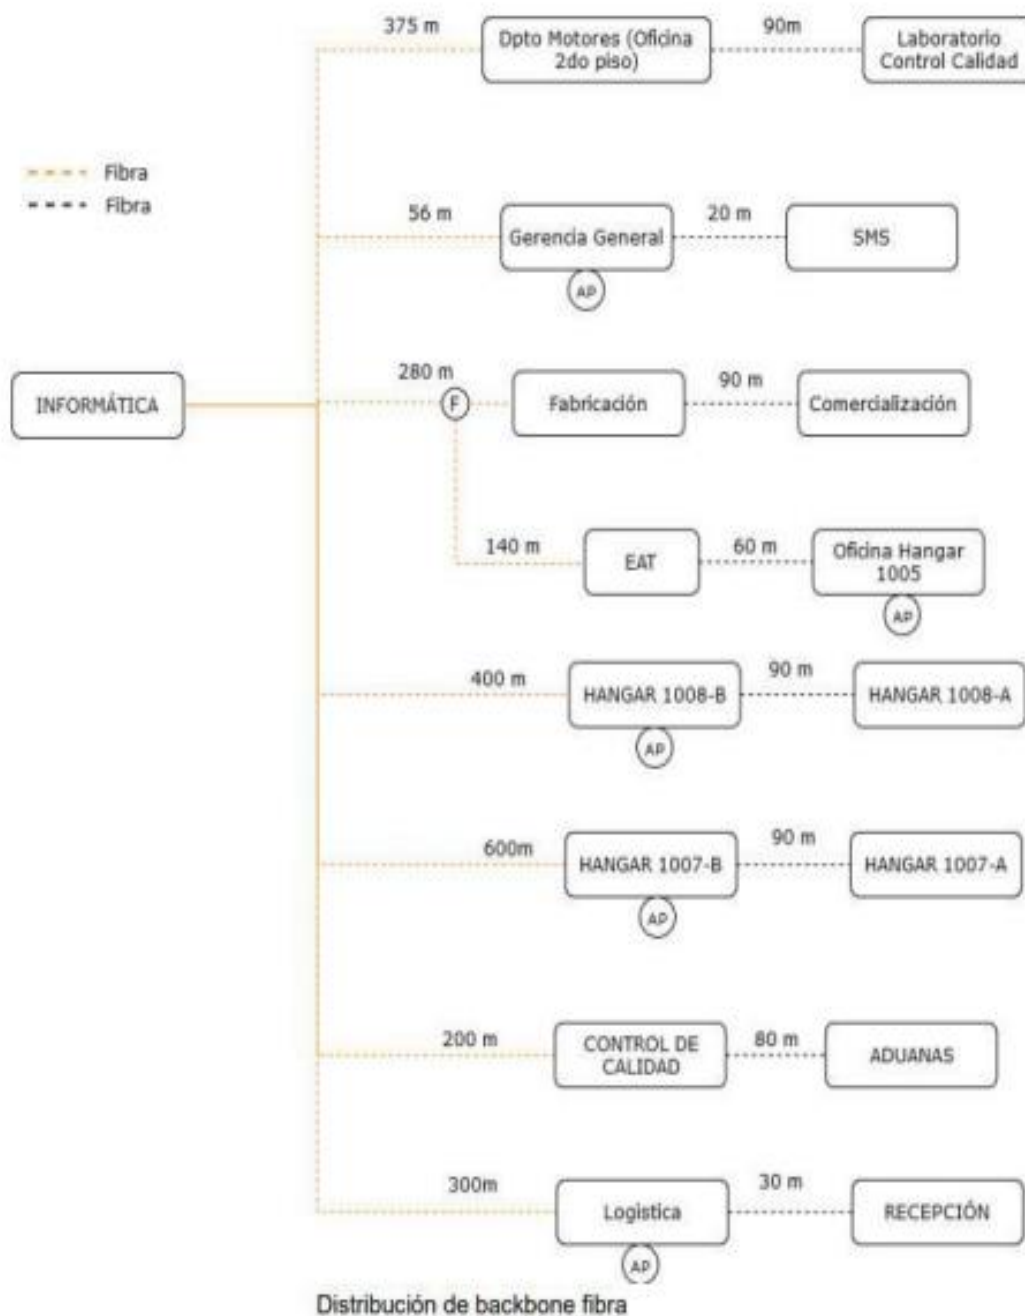 375 m
Dpto Motores (Oficina
2do piso)
90m
Laboratorio
Control Calidad
Fibra
Fibra
56 m
Gerencia General
20 m
SMS
AP
INFORMÁTICA
280 m
F
Fabricación
90 m
Comercialización
140 m
EAT
60 m
Oficina Hangar
1005
AP
400 m
HANGAR 1008-B
90 m
HANGAR 1008-A
AP
600m
HANGAR 1007-B
90 m
HANGAR 1007-A
AP
200 m
CONTROL DE
CALIDAD
80 m
ADUANAS
300m
Logistica
30 m
RECEPCIÓN
AP
Distribución de backbone fibra